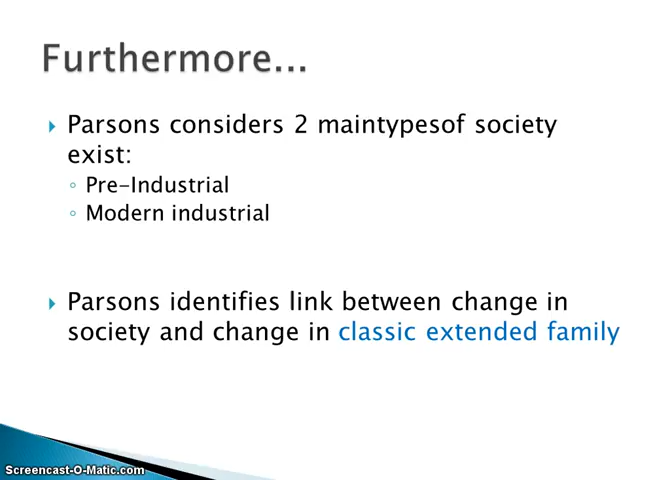 Furthermore...
Parsons considers 2 maintypesof society
exist:
Pre-Industrial
Modern industrial
Parsons identifies link between change in
society and change in classic extended family
Screencast-O-Matic.com